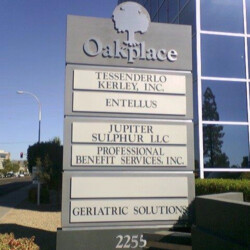 Oakplace
TESSENDERLO
KERLEY, INC.
ENTELLUS
JUPITER
SULPHUR LLC
PROFESSIONAL
BENEFIT SERVICES, INC.
GERIATRIC SOLUTIONS
2255